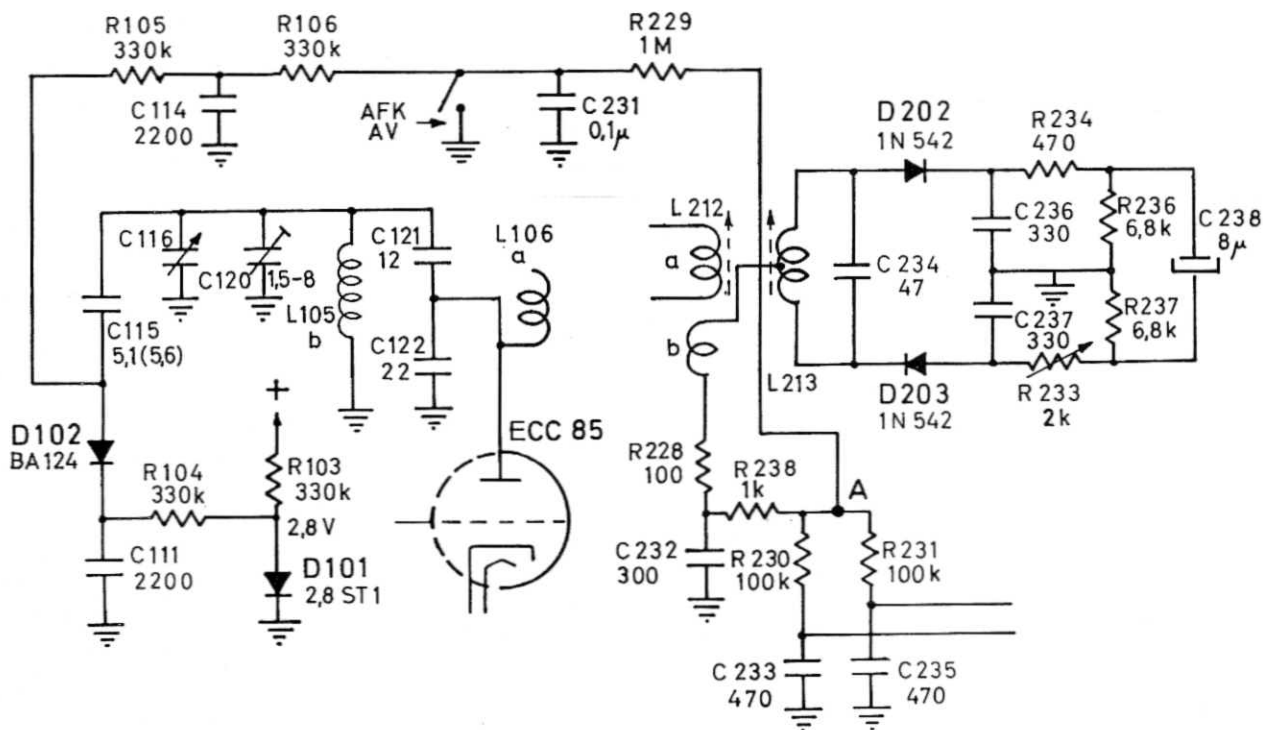 R105
330k
R106
330k
R229
1M
C114
2200
AFK
AV
C231
0,1µ
D202
1N 542
R234
470
C116
C120
1,5-8
C121
12
L106
a
L212
a
C236
330
R236
6,8k
C238
8µ
C234
47
L105
b
C115
5,1(5,6)
C122
22
b
C237
330
R237
6,8k
L213
D203
1N 542
R233
2k
+
D102
BA124
ECC 85
R104
330k
R103
330k
R228
100
R238
1k
A
2,8V
C111
2200
D101
2,8 ST1
C232
300
R230
100k
R231
100k
C233
470
C235
470